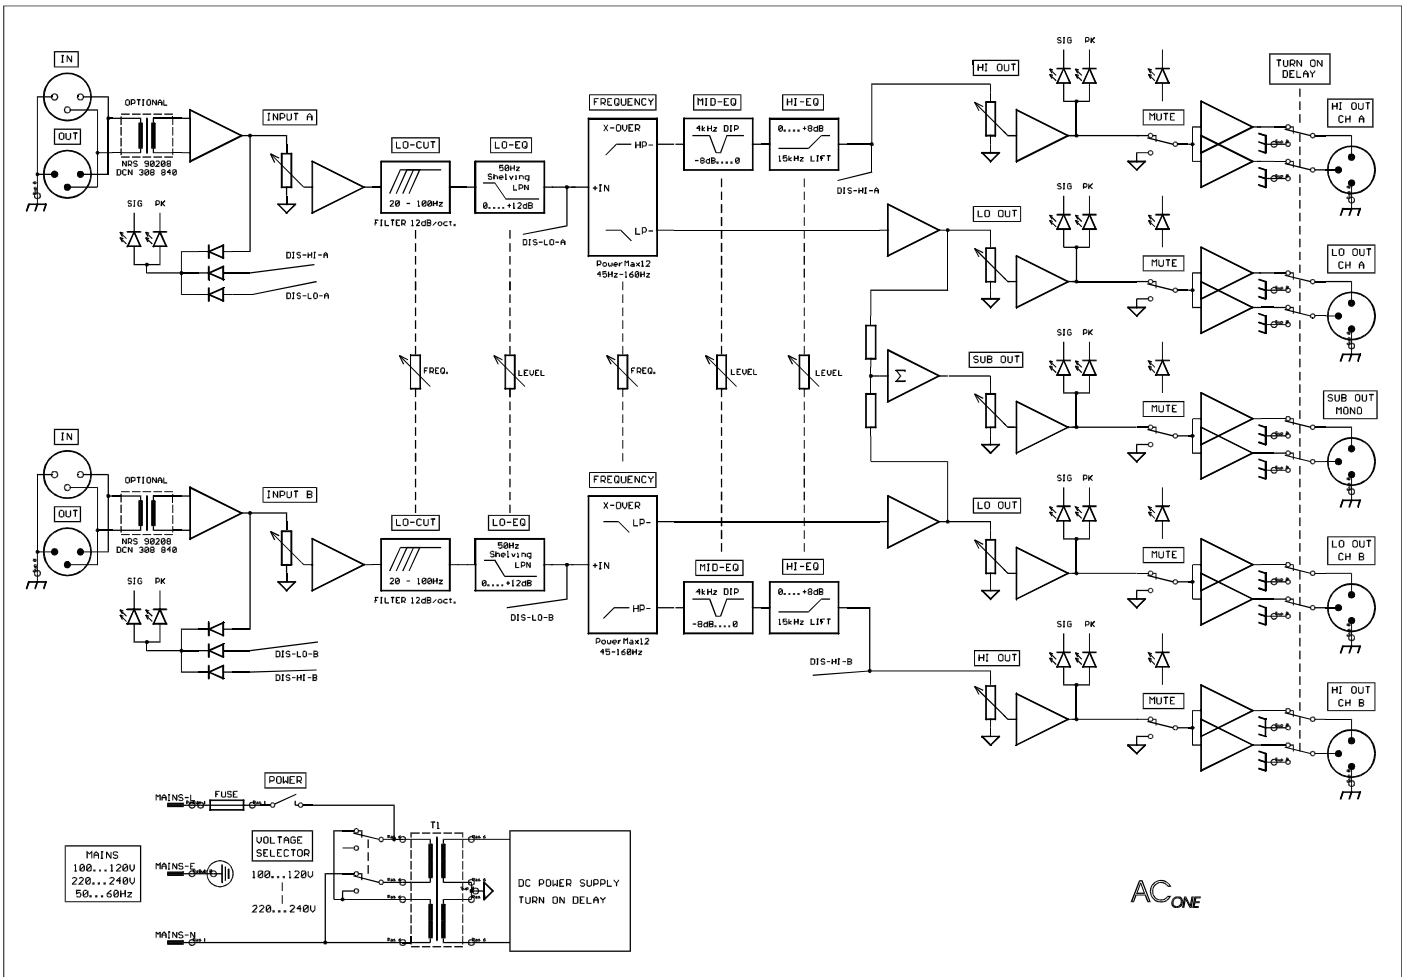 IN
OUT
OPTIONAL
NRS 90208
DCN 308 840
SIG PK
INPUT A
DIS-HI-A
DIS-LO-A
LO-CUT
20 - 100Hz
FILTER 12dB/oct.
LO-EQ
50Hz
Shelving
LPN
0....+12dB
DIS-LO-A
FREQUENCY
X-OVER
HP-
+IN
LP-
PowerMax12
45Hz-160Hz
MID-EQ
4kHz DIP
-8dB....0
HI-EQ
0....+8dB
15kHz LIFT
DIS-HI-A
HI OUT
SIG PK
MUTE
TURN ON
DELAY
HI OUT
CH A
LO OUT
SIG PK
MUTE
LO OUT
CH A
FREQ.
LEVEL
FREQ.
LEVEL
LEVEL
Σ
SUB OUT
SIG PK
MUTE
SUB OUT
MONO
IN
OUT
OPTIONAL
NRS 90208
DCN 308 840
SIG PK
INPUT B
DIS-LO-B
DIS-HI-B
LO-CUT
20 - 100Hz
FILTER 12dB/oct.
LO-EQ
50Hz
Shelving
LPN
0....+12dB
DIS-LO-B
FREQUENCY
X-OVER
LP-
+IN
HP-
PowerMax12
45-160Hz
MID-EQ
4kHz DIP
-8dB....0
HI-EQ
0....+8dB
15kHz LIFT
DIS-HI-B
LO OUT
SIG PK
MUTE
LO OUT
CH B
HI OUT
SIG PK
MUTE
HI OUT
CH B
MAINS-L
FUSE
POWER
MAINS
100...120V
220...240V
50...60Hz
MAINS-E
MAINS-N
VOLTAGE
SELECTOR
100...120V
220...240V
T1
DC POWER SUPPLY
TURN ON DELAY
AC ONE